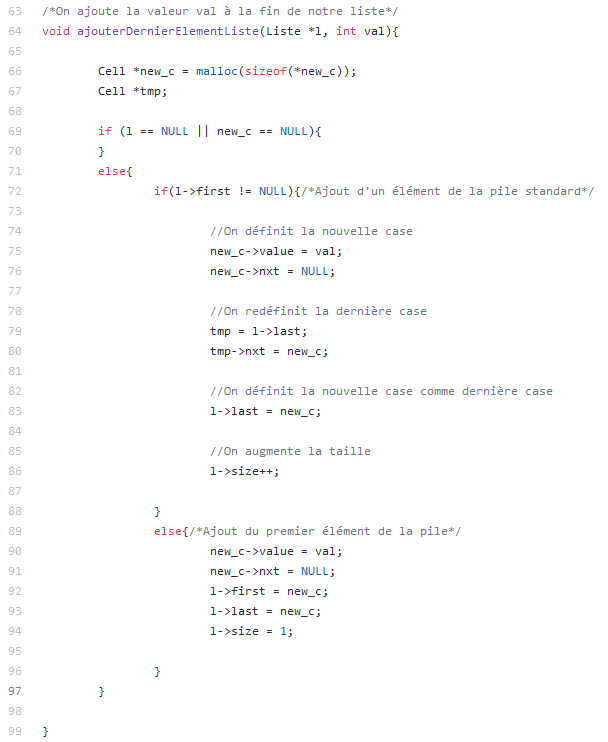 63 /*On ajoute la valeur val à la fin de notre liste*/
64 void ajouterDernierElementListe(Liste *l, int val){
65
66 Cell *new_c = malloc(sizeof(*new_c));
67 Cell *tmp;
68
69 if (l == NULL || new_c == NULL){
70 }
71 else{
72 if(l->first != NULL){/*Ajout d'un élément de la pile standard*/
73
74 //On définit la nouvelle case
75 new_c->value = val;
76 new_c->nxt = NULL;
77
78 //On redéfinit la dernière case
79 tmp = l->last;
80 tmp->nxt = new_c;
81
82 //On définit la nouvelle case comme dernière case
83 l->last = new_c;
84
85 //On augmente la taille
86 l->size++;
87
88 }
89 else{/*Ajout du premier élément de la pile*/
90 new_c->value = val;
91 new_c->nxt = NULL;
92 l->first = new_c;
93 l->last = new_c;
94 l->size = 1;
95
96 }
97 }
98
99 }